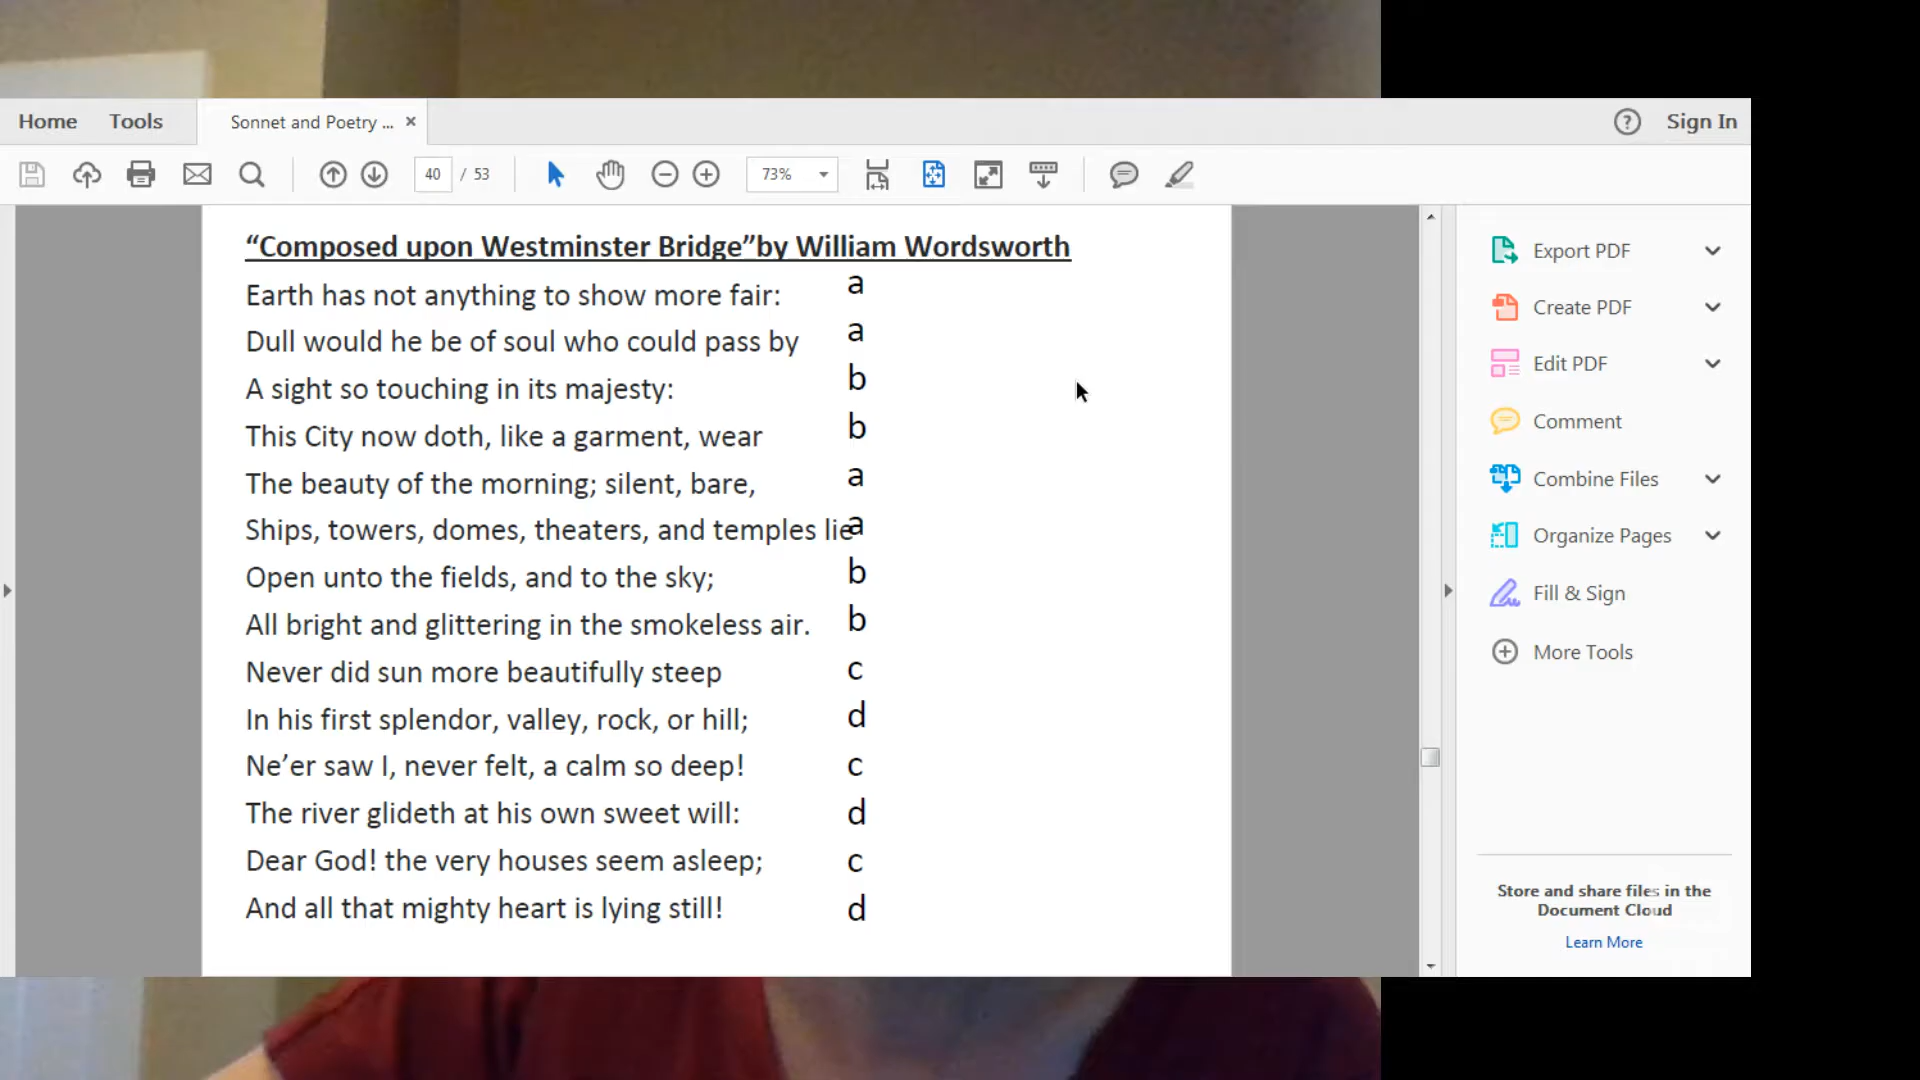 Home Tools Sonnet and Poetry ... × ? Sign In
40 / 53 73%
“Composed upon Westminster Bridge”by William Wordsworth
Earth has not anything to show more fair: a
Dull would he be of soul who could pass by a
A sight so touching in its majesty: b
This City now doth, like a garment, wear b
The beauty of the morning; silent, bare, a
Ships, towers, domes, theaters, and temples lie a
Open unto the fields, and to the sky; b
All bright and glittering in the smokeless air. b
Never did sun more beautifully steep c
In his first splendor, valley, rock, or hill; d
Ne’er saw I, never felt, a calm so deep! c
The river glideth at his own sweet will: d
Dear God! the very houses seem asleep; c
And all that mighty heart is lying still! d
Export PDF
Create PDF
Edit PDF
Comment
Combine Files
Organize Pages
Fill & Sign
More Tools
Store and share files in the
Document Cloud
Learn More